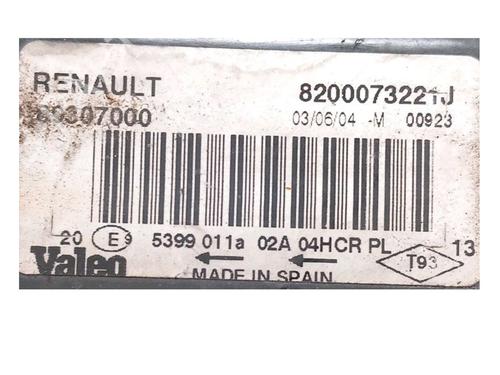 RENAULT 8200073221J
89307000 03/06/04 -M 00923
20 E9 5399 011a 02A 04HCR PL 13
Valeo MADE IN SPAIN T93